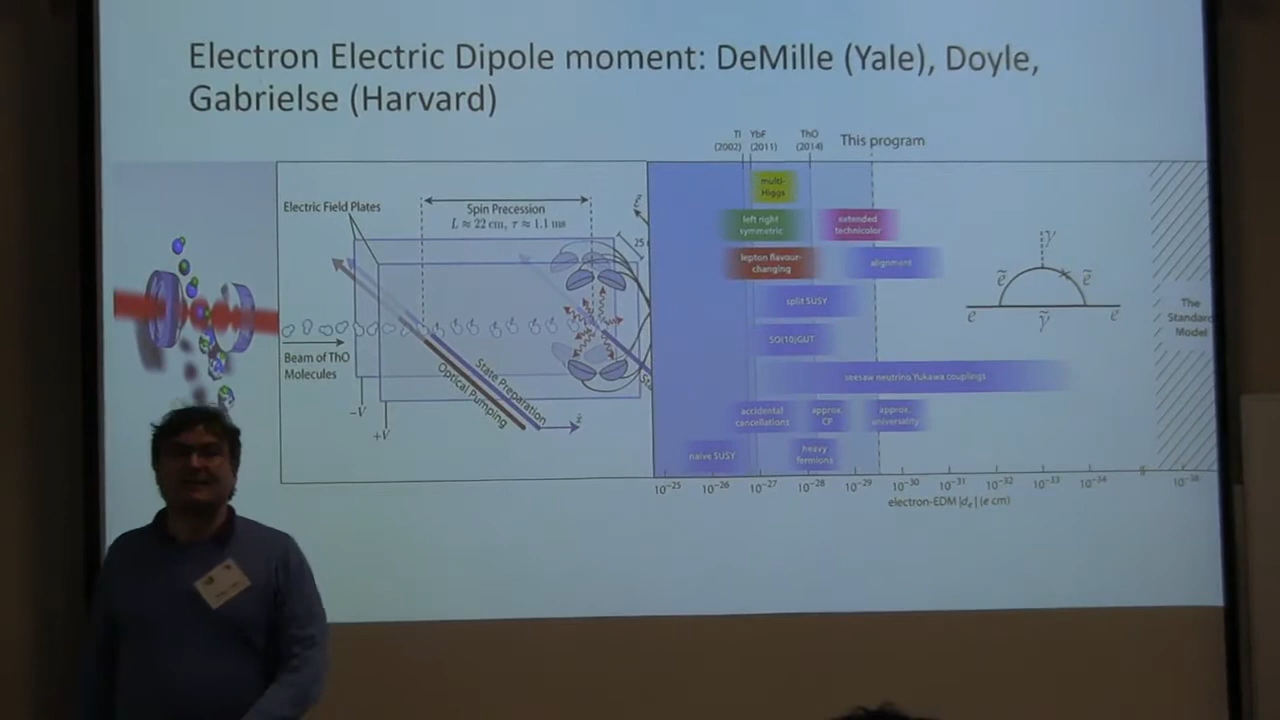 Electron Electric Dipole moment: DeMille (Yale), Doyle,
Gabrielse (Harvard)
Electric Field Plates
Spin Precession
L ≈ 22 cm, τ ≈ 1.1 ms
25
Beam of ThO
Molecules
−V
+V
State Preparation
Optical Pumping
Tl
(2002)
YbF
(2011)
ThO
(2014)
This program
multi-
Higgs
left right
symmetric
extended
technicolor
lepton flavour-
changing
alignment
split SUSY
SO(10)GUT
seesaw neutrino Yukawa couplings
accidental
cancellations
approx.
CP
approx.
universality
naive SUSY
heavy
fermions
γ
ẽ
ẽ
e
γ̃
e
The
Standard
Model
10⁻²⁵
10⁻²⁶
10⁻²⁷
10⁻²⁸
10⁻²⁹
10⁻³⁰
10⁻³¹
10⁻³²
10⁻³³
10⁻³⁴
electron-EDM |dₑ| (e cm)